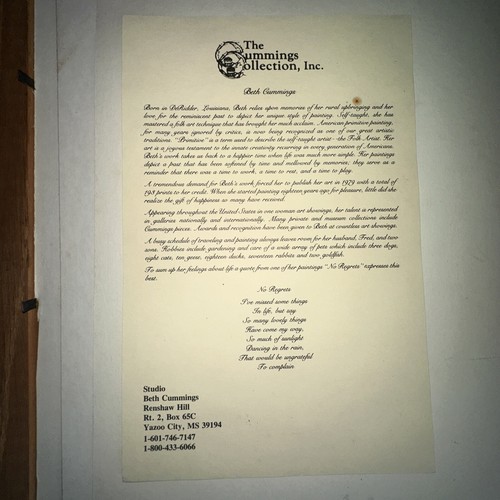 The
Cummings
Collection, Inc.
Beth Cummings
Born in DeRidder, Louisiana, Beth relies upon memories of her rural upbringing and her
love for the reminiscent past to depict her unique style of painting. Self-taught, she has
mastered a folk art technique that has brought her much acclaim. American primitive painting,
for many years ignored by critics, is now being recognized as one of our great artistic
traditions. "Primitive" is a term used to describe the self-taught artist - the Folk Artist. Her
art is a joyous testament to the innate creativity recurring in every generation of Americans.
Beth's work takes us back to a happier time when life was much more simple. Her paintings
depict a past that has been softened by time and mellowed by memories; they serve as a
reminder that there was a time to work, a time to rest, and a time to play.
A tremendous demand for Beth's work forced her to publish her art in 1979 with a total of
198 prints to her credit. When she started painting eighteen years ago for pleasure, little did she
realize the gift of happiness so many have received.
Appearing throughout the United States in one woman art showings, her talent is represented
in galleries nationally and internationally. Many private and museum collections include
Cummings pieces. Awards and recognition have been given to Beth at countless art showings.
A busy schedule of traveling and painting always leaves room for her husband, Fred, and two
sons. Hobbies include gardening and care of a wide array of pets which include three dogs,
eight cats, ten geese, eighteen ducks, seventeen rabbits and two goldfish.
To sum up her feelings about life a quote from one of her paintings "No Regrets" expresses this
best.
No Regrets
I've missed some things
In life, but say
So many lovely things
Have come my way,
So much of sunlight
Dancing in the rain,
That would be ungrateful
To complain
Studio
Beth Cummings
Renshaw Hill
Rt. 2, Box 65C
Yazoo City, MS 39194
1-601-746-7147
1-800-433-6066